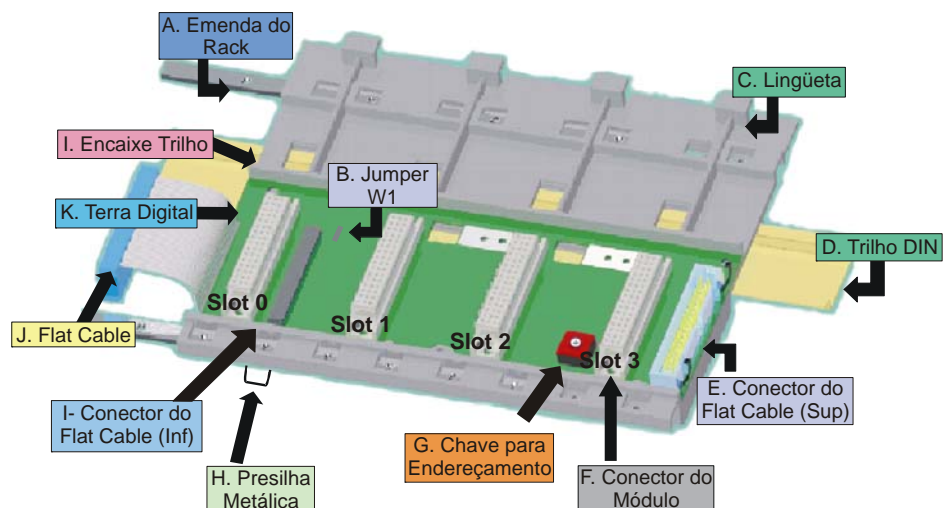 A. Emenda do
Rack
C. Lingüeta
I. Encaixe Trilho
B. Jumper
W1
K. Terra Digital
D. Trilho DIN
Slot 0
Slot 1
Slot 2
Slot 3
J. Flat Cable
E. Conector do
Flat Cable (Sup)
I- Conector do
Flat Cable (Inf)
G. Chave para
Endereçamento
F. Conector do
Módulo
H. Presilha
Metálica